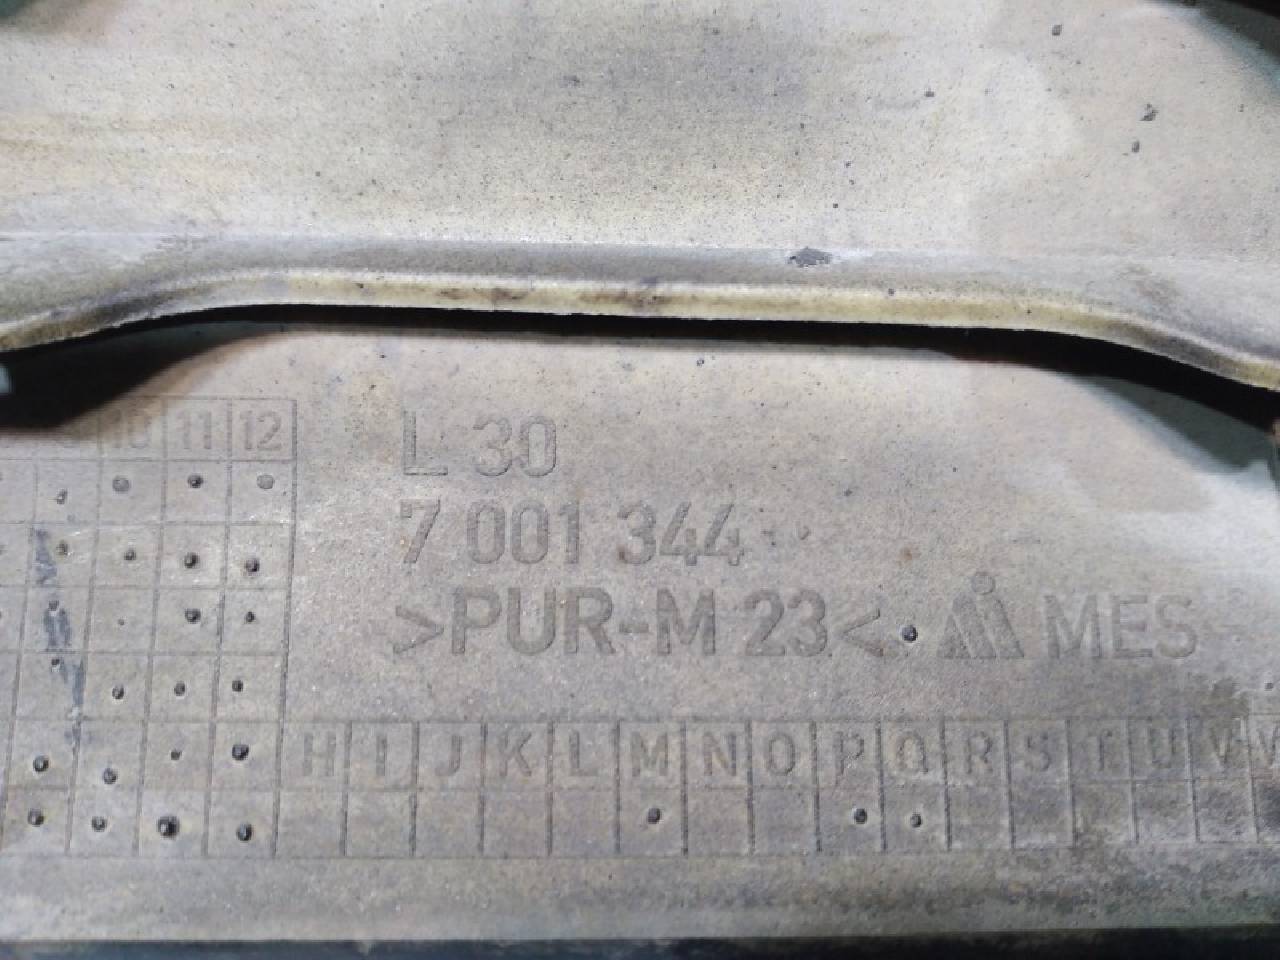 10 11 12
L 30
7 001 344
>PUR-M 23< MES
H I J K L M N O P Q R S T U V